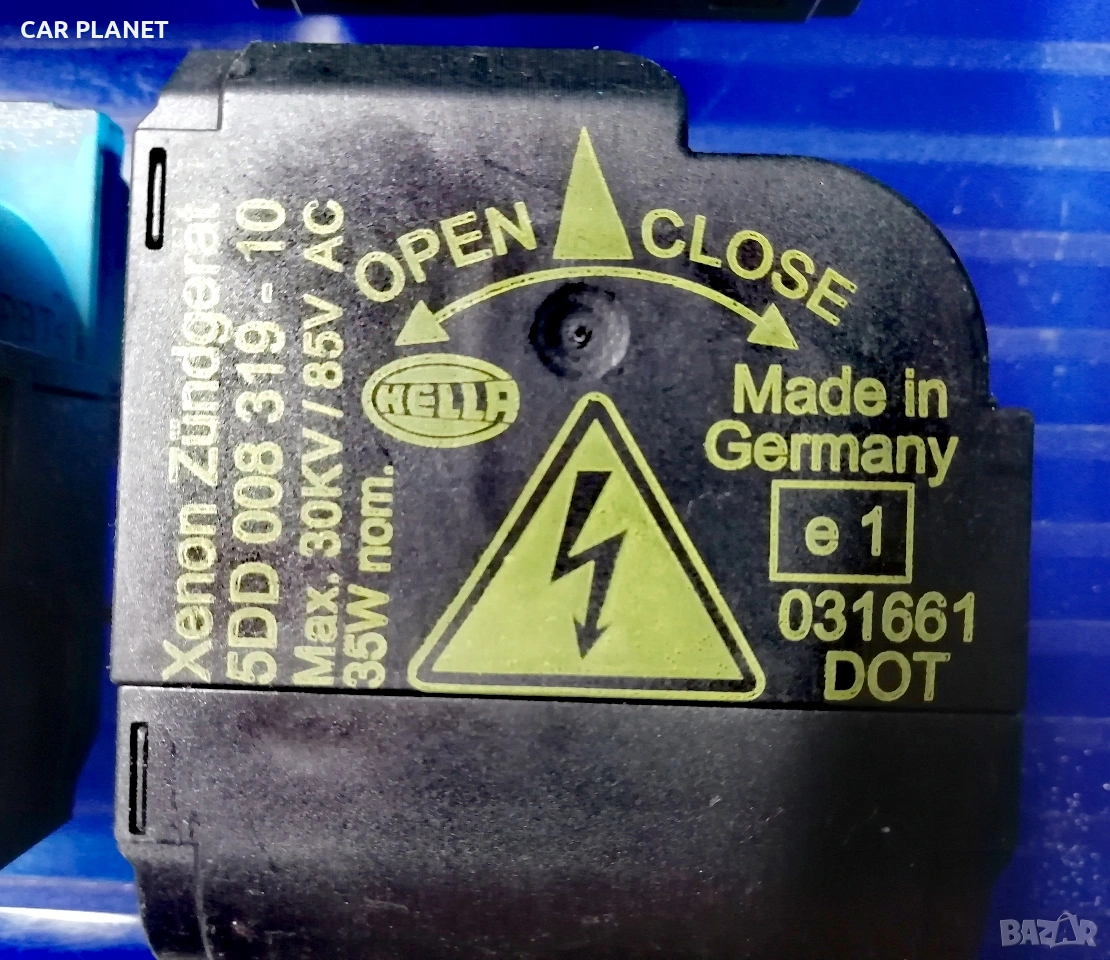 CAR PLANET
Xenon Zündgerät
5DD 008 319 - 10
Max. 30KV / 85V AC
35W nom.
OPEN
CLOSE
HELLA
Made in
Germany
e 1
031661
DOT
BAZAR